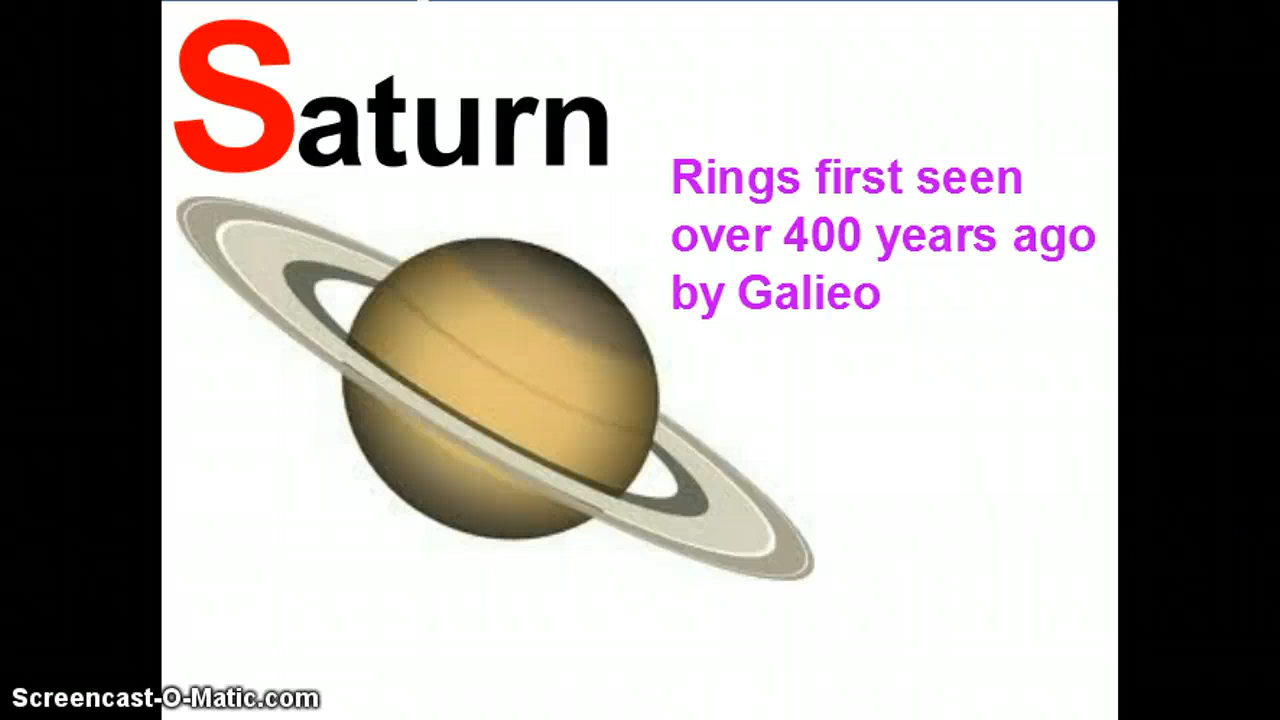 Saturn
Rings first seen
over 400 years ago
by Galieo
Screencast-O-Matic.com